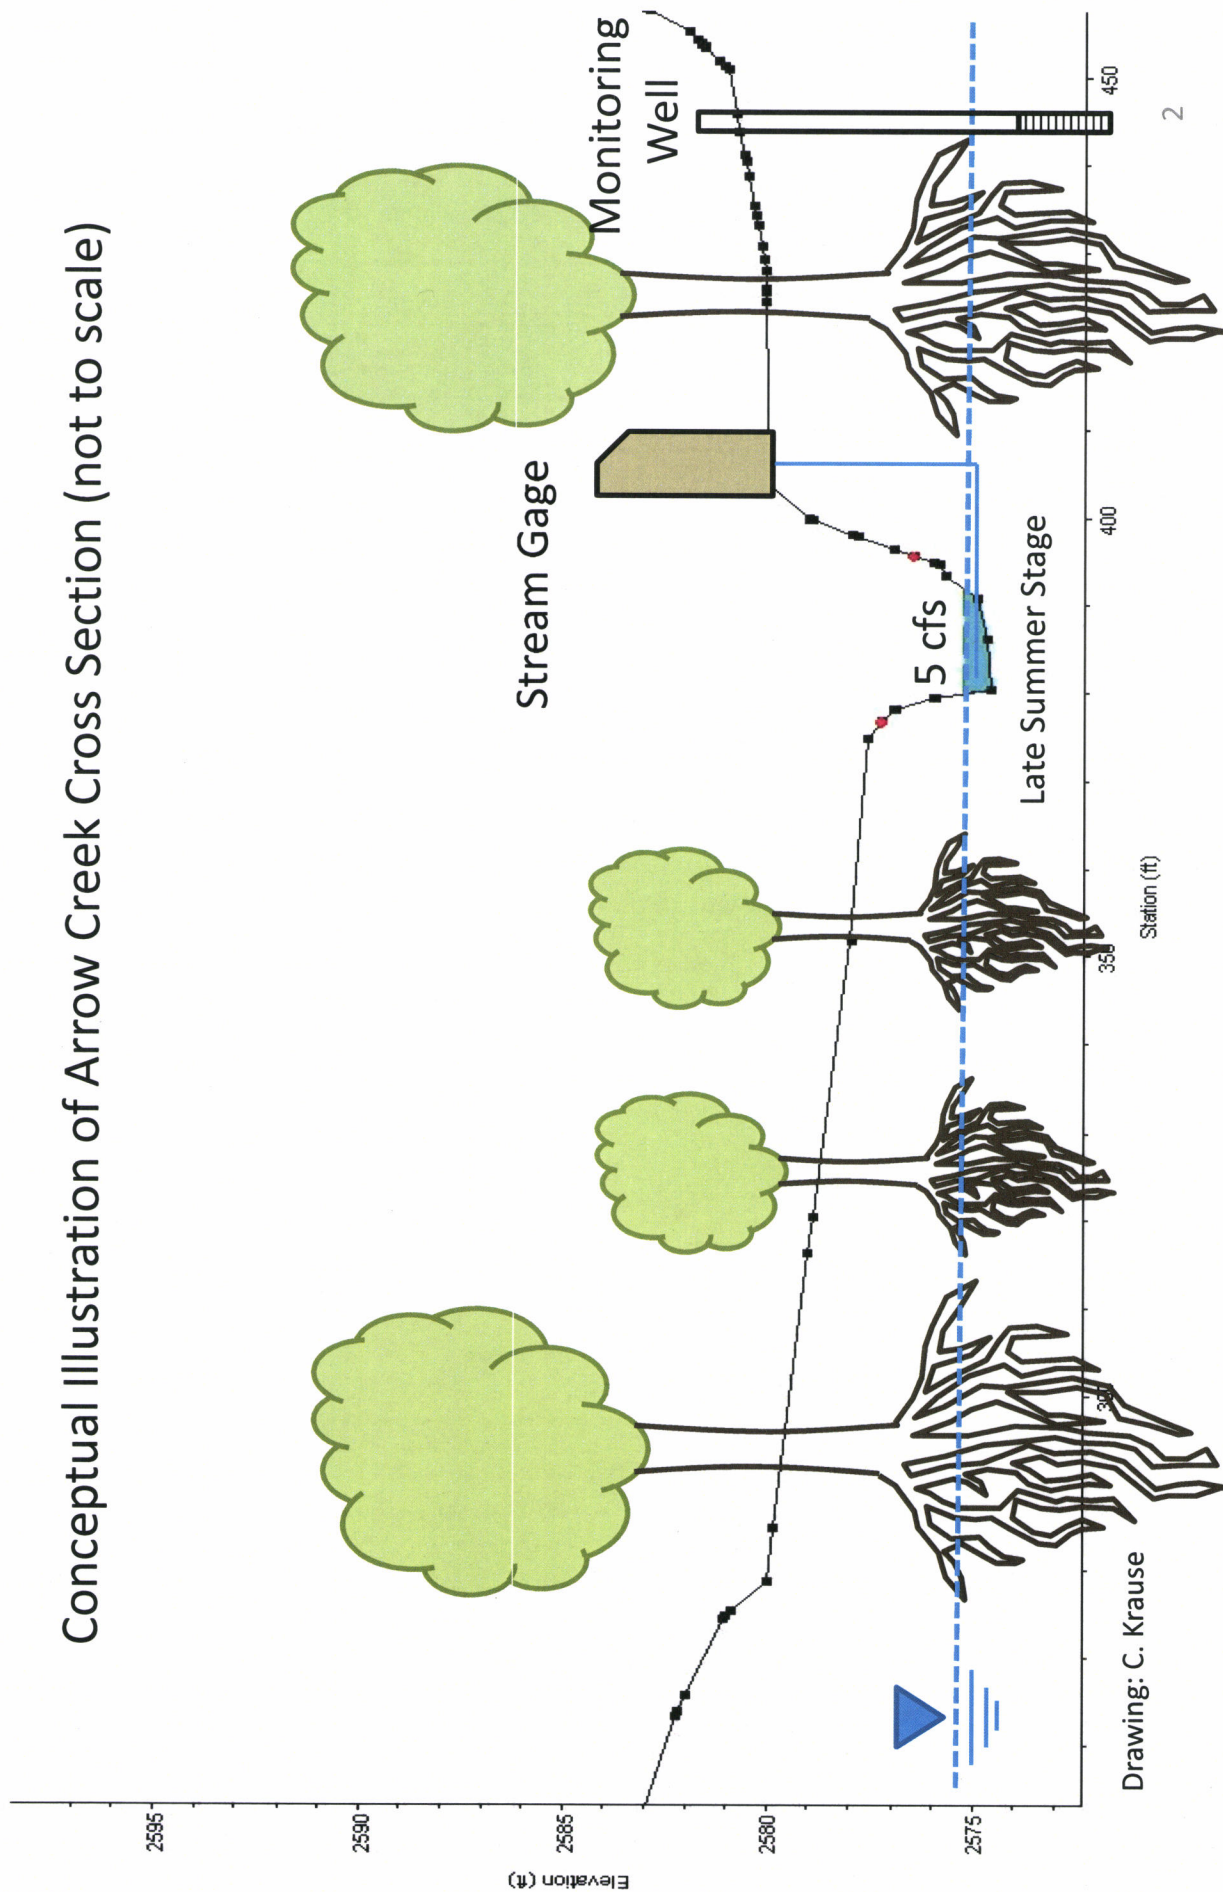 Conceptual Illustration of Arrow Creek Cross Section (not to scale)
Stream Gage
Monitoring
Well
5 cfs
Late Summer Stage
Elevation (ft)
2595
2590
2585
2580
2575
300
350
400
450
Station (ft)
Drawing: C. Krause
2